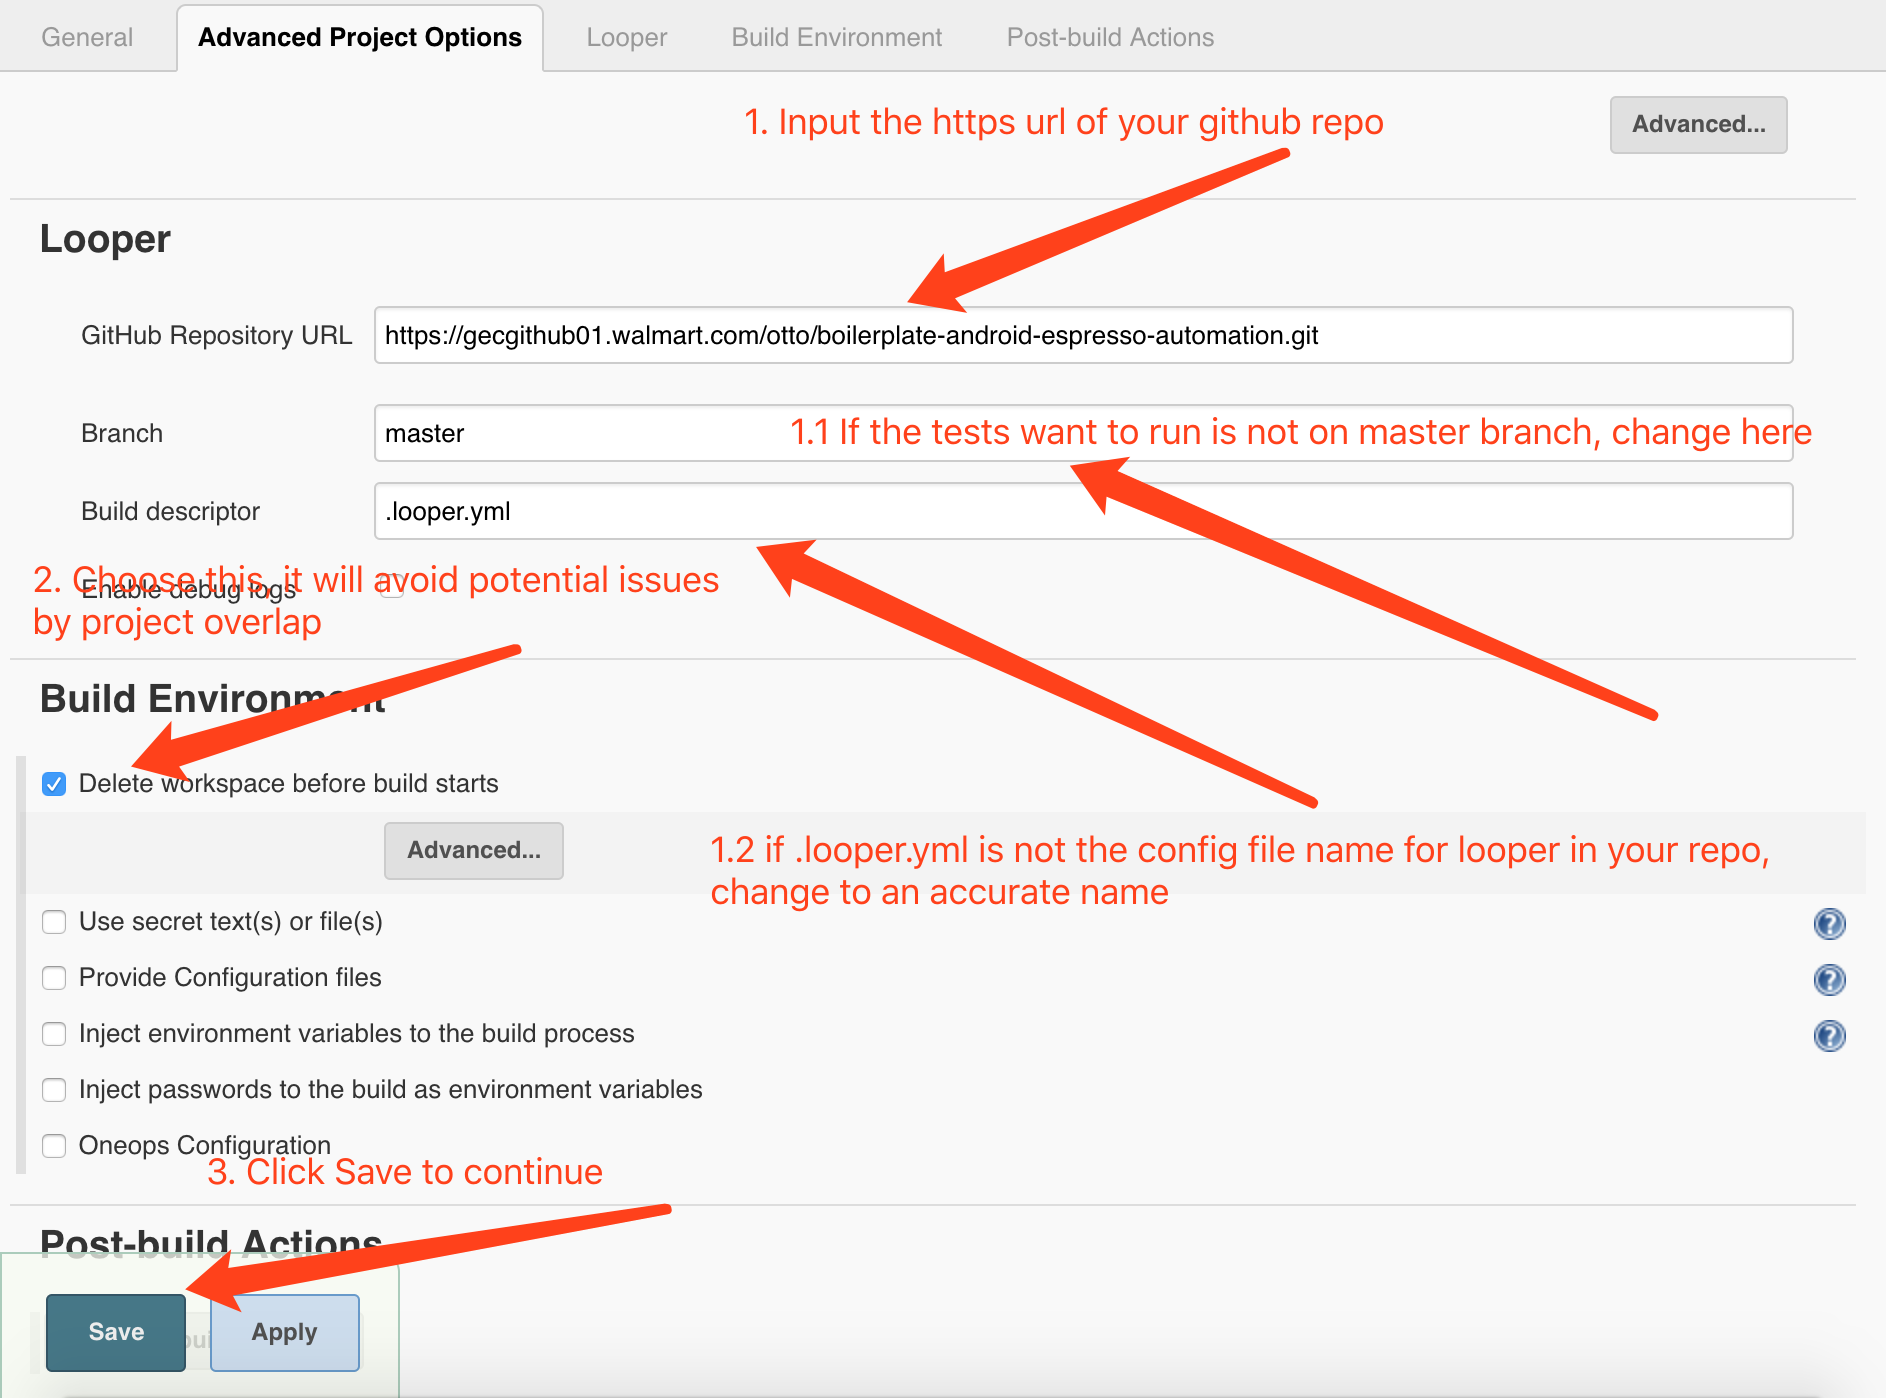 General
Advanced Project Options
Looper
Build Environment
Post-build Actions
1. Input the https url of your github repo
Advanced...
Looper
GitHub Repository URL
https://gecgithub01.walmart.com/otto/boilerplate-android-espresso-automation.git
Branch
master
1.1 If the tests want to run is not on master branch, change here
Build descriptor
.looper.yml
2. Choose this, it will avoid potential issues
by project overlap
Enable debug logs
Build Environment
Delete workspace before build starts
Advanced...
1.2 if .looper.yml is not the config file name for looper in your repo,
change to an accurate name
Use secret text(s) or file(s)
Provide Configuration files
Inject environment variables to the build process
Inject passwords to the build as environment variables
Oneops Configuration
3. Click Save to continue
Post-build Actions
Save
Apply